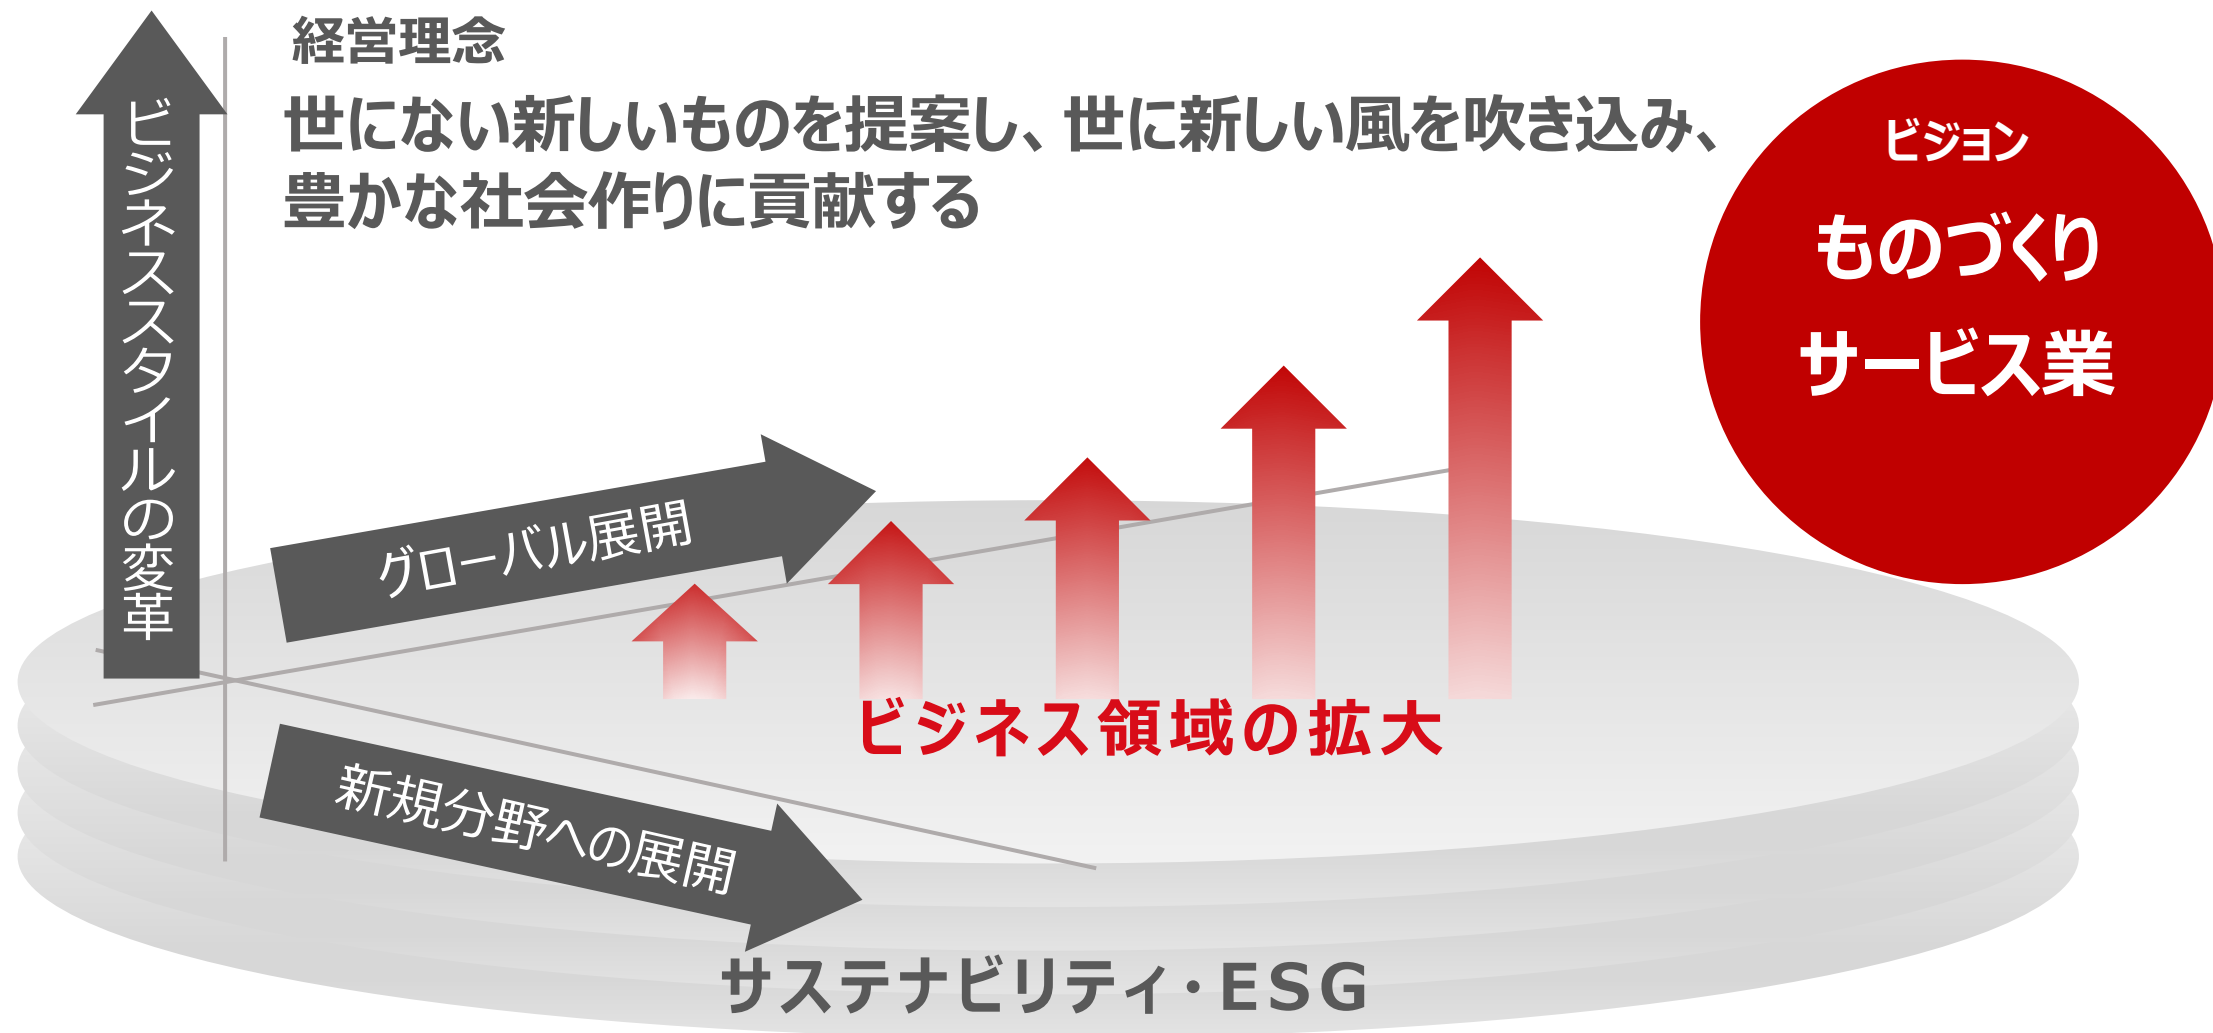 経営理念
世にない新しいものを提案し、世に新しい風を吹き込み、
豊かな社会作りに貢献する
ビジョン
ものづくり
サービス業
ビジネススタイルの変革
グローバル展開
ビジネス領域の拡大
新規分野への展開
サステナビリティ・ESG